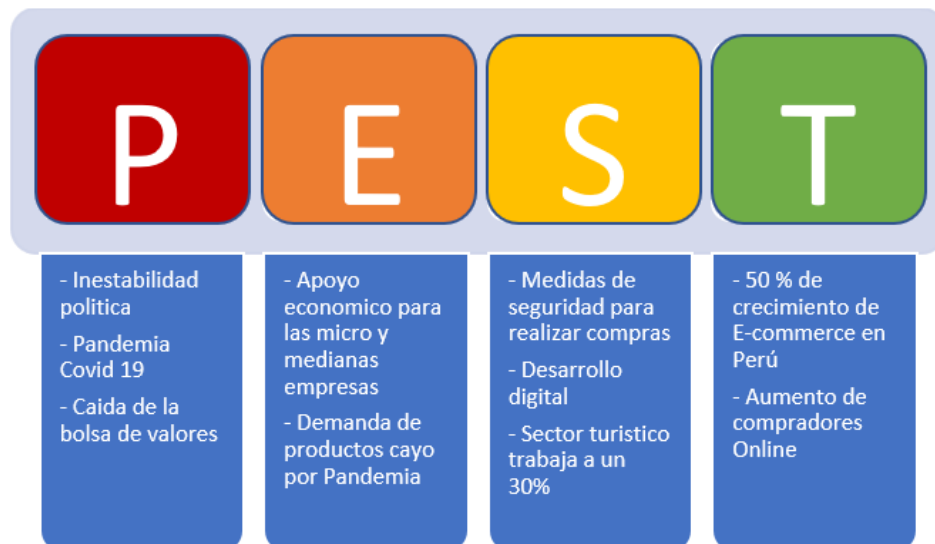 P
E
S
T
- Inestabilidad
politica
- Pandemia
Covid 19
- Caida de la
bolsa de valores
- Apoyo
economico para
las micro y
medianas
empresas
- Demanda de
productos cayo
por Pandemia
- Medidas de
seguridad para
realizar compras
- Desarrollo
digital
- Sector turistico
trabaja a un
30%
- 50 % de
crecimiento de
E-commerce en
Perú
- Aumento de
compradores
Online